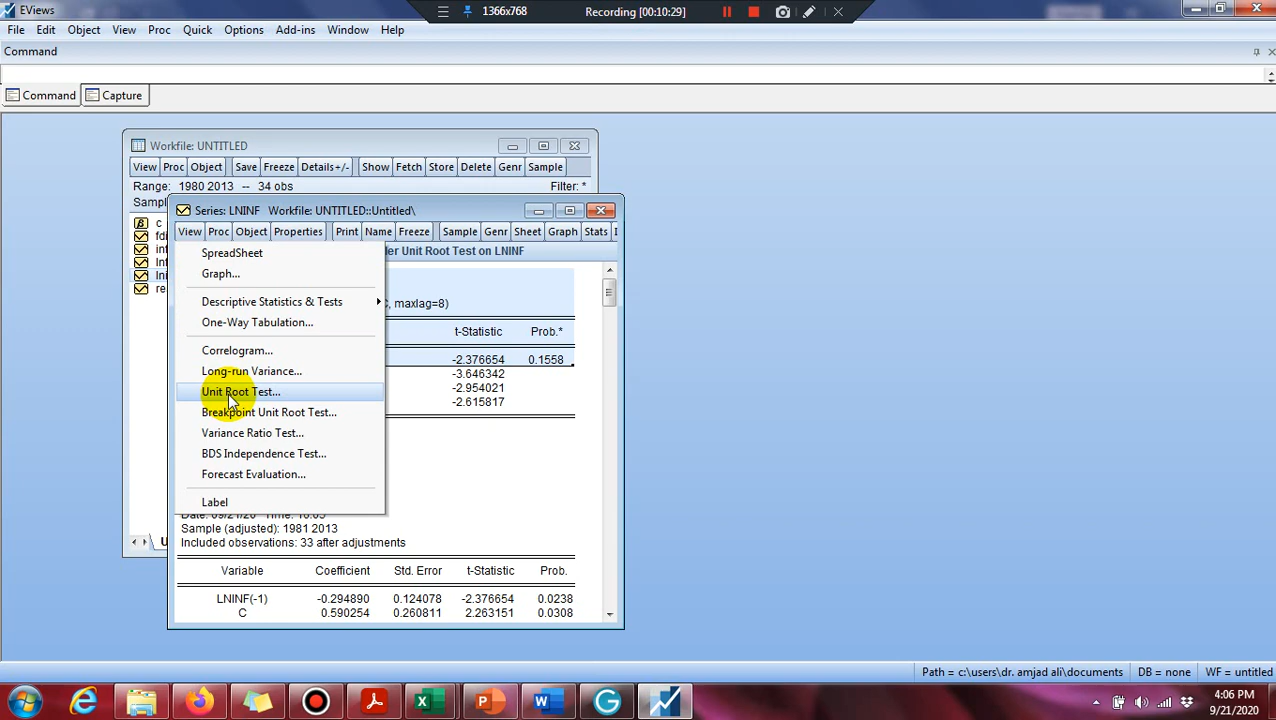 EViews
1366x768
Recording [00:10:29]
File Edit Object View Proc Quick Options Add-ins Window Help
Command
Command Capture
Workfile: UNTITLED
View Proc Object Save Freeze Details+/- Show Fetch Store Delete Genr Sample
Range: 1980 2013 -- 34 obs
Filter: *
Series: LNINF Workfile: UNTITLED::Untitled\
View Proc Object Properties Print Name Freeze Sample Genr Sheet Graph Stats
c
re
Unit Root Test on LNINF
SpreadSheet
Graph...
Descriptive Statistics & Tests
One-Way Tabulation...
Correlogram...
Long-run Variance...
Unit Root Test...
Breakpoint Unit Root Test...
Variance Ratio Test...
BDS Independence Test...
Forecast Evaluation...
Label
maxlag=8)
t-Statistic Prob.*
-2.376654 0.1558
-3.646342
-2.954021
-2.615817
Sample (adjusted): 1981 2013
Included observations: 33 after adjustments
Variable Coefficient Std. Error t-Statistic Prob.
LNINF(-1) -0.294890 0.124078 -2.376654 0.0238
C 0.590254 0.260811 2.263151 0.0308
Path = c:\users\dr. amjad ali\documents DB = none WF = untitled
4:06 PM
9/21/2020